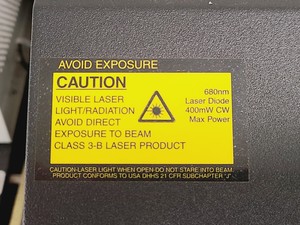 AVOID EXPOSURE
CAUTION
VISIBLE LASER
LIGHT/RADIATION
AVOID DIRECT
EXPOSURE TO BEAM
CLASS 3-B LASER PRODUCT
680nm
Laser Diode
400mW CW
Max Power
CAUTION-LASER LIGHT WHEN OPEN-DO NOT STARE INTO BEAM
PRODUCT CONFORMS TO USA DHHS 21 CFR SUBCHAPTER "J"